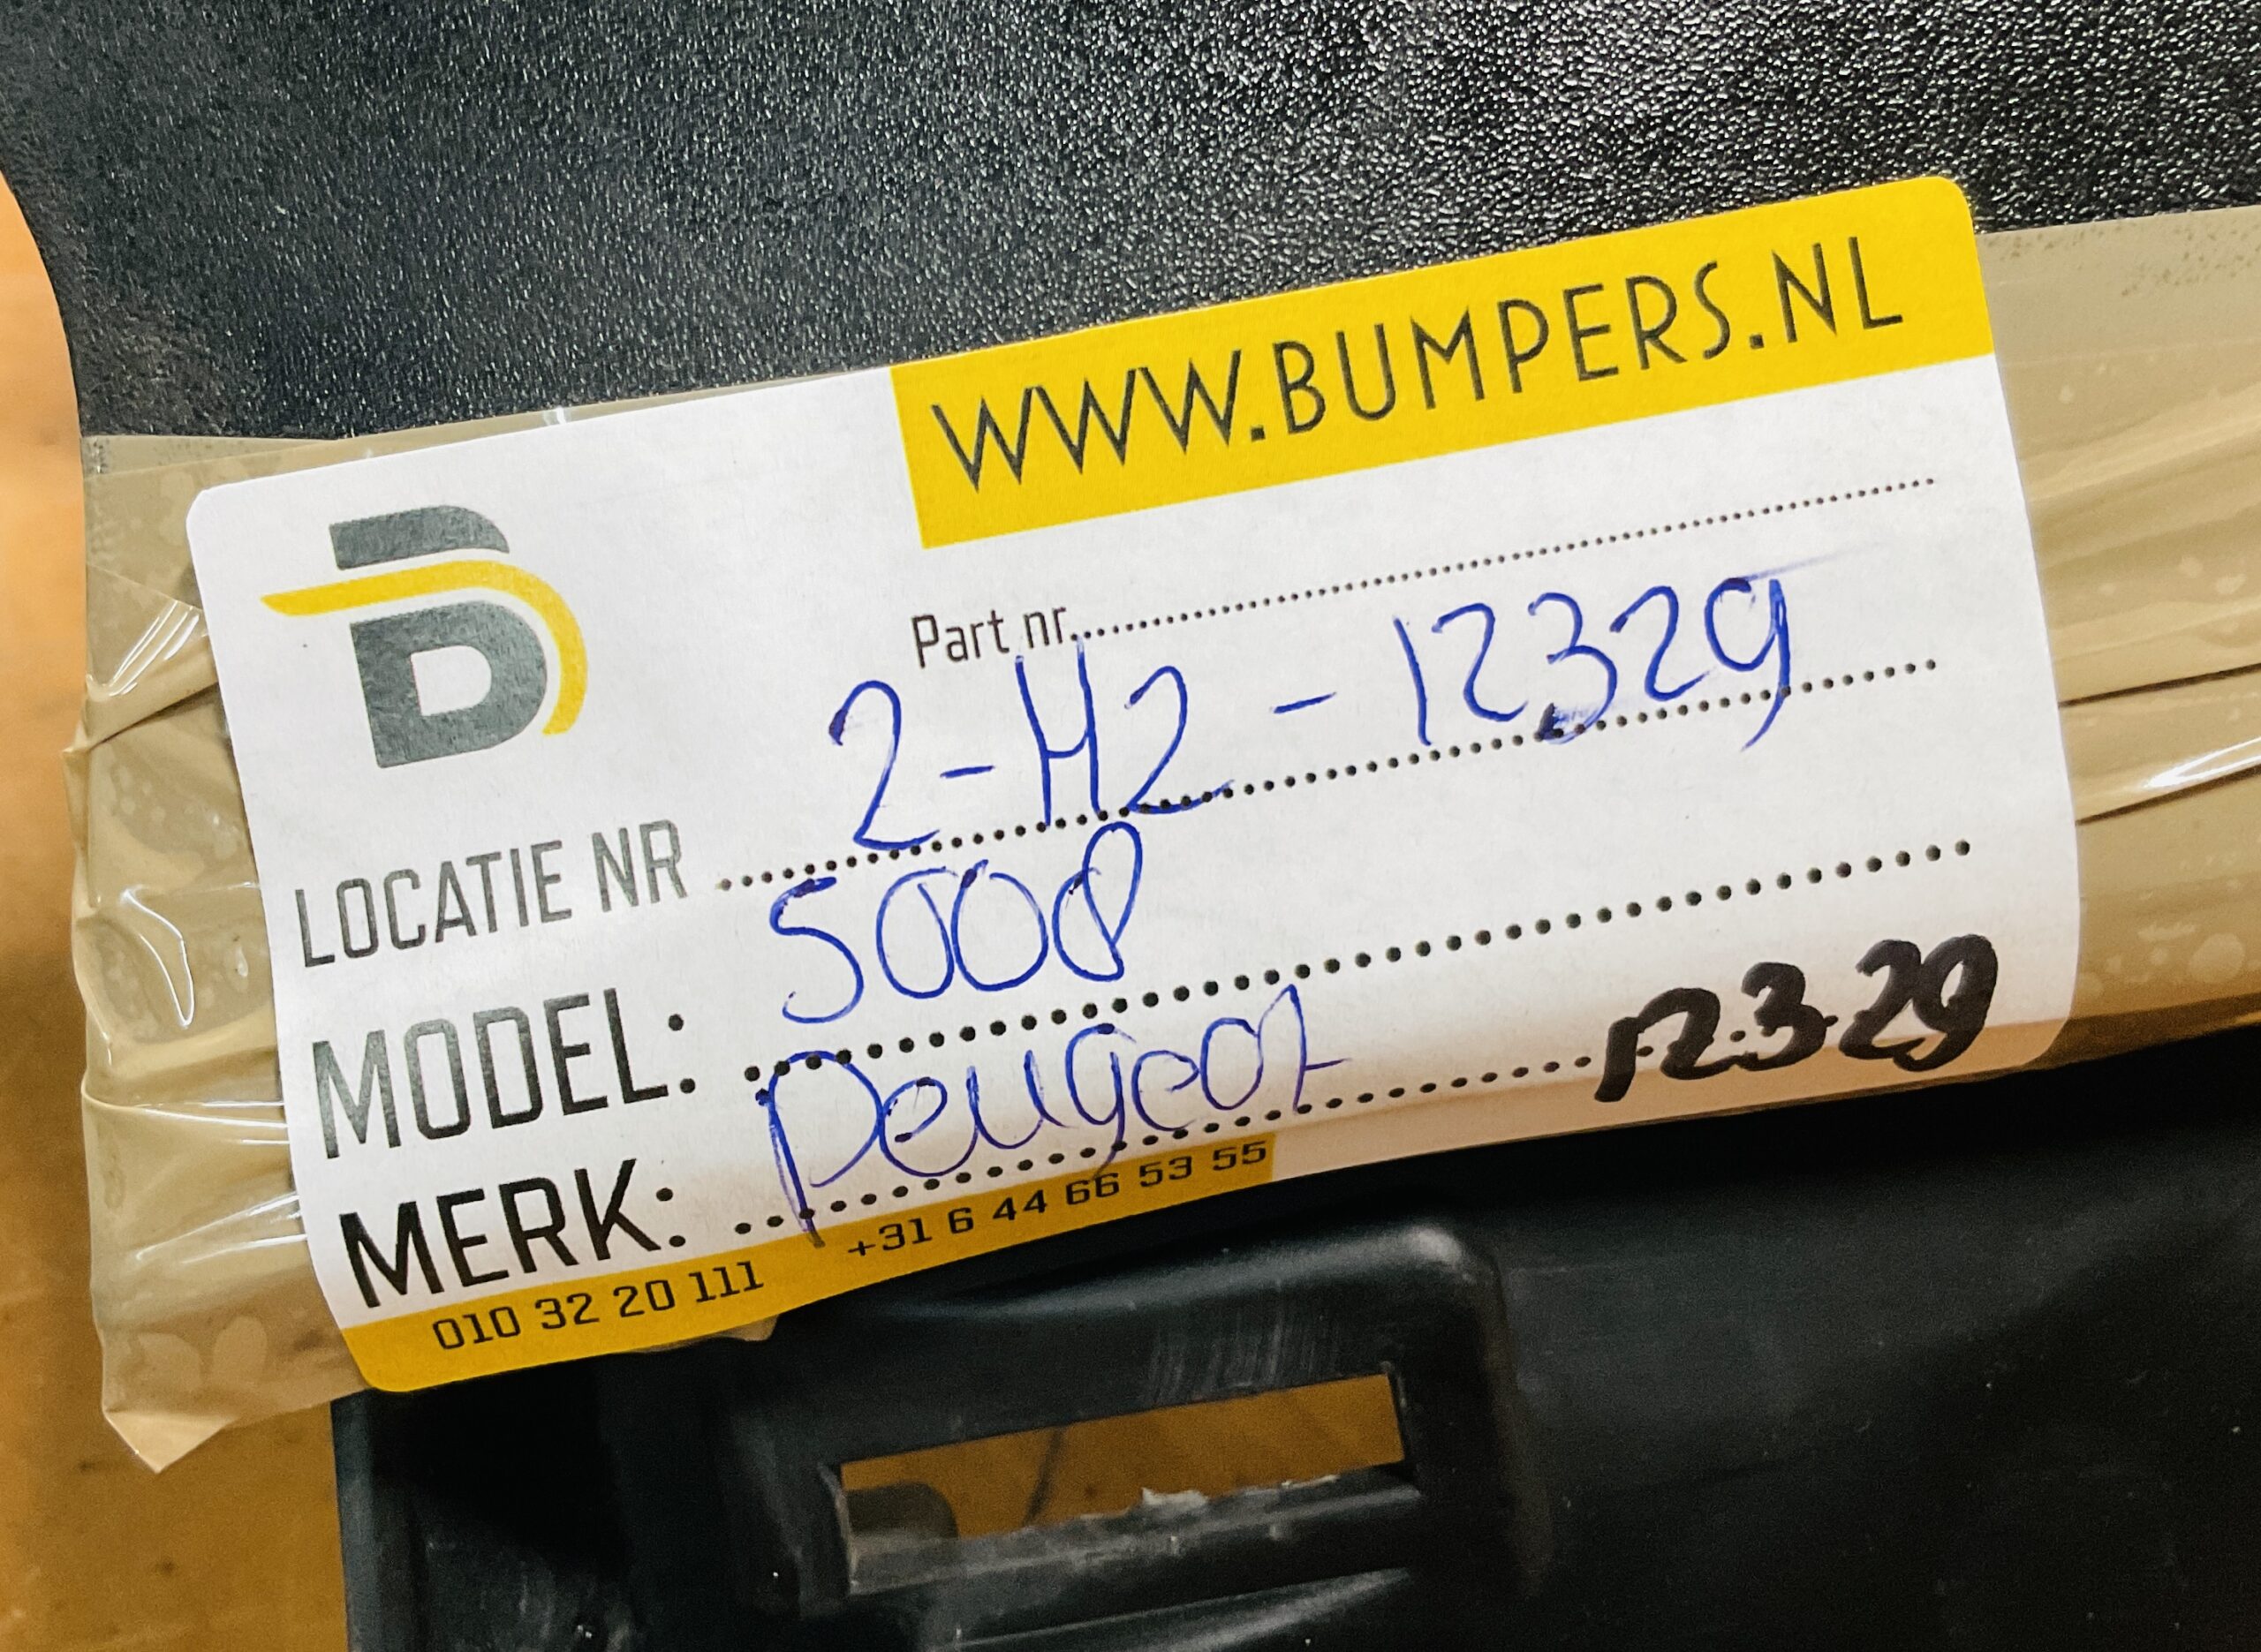 WWW.BUMPERS.NL
Part nr
LOCATIE NR 2-H2-12329
MODEL: 5008
MERK: peugeot 12329
010 32 20 111 +31 6 44 66 53 55